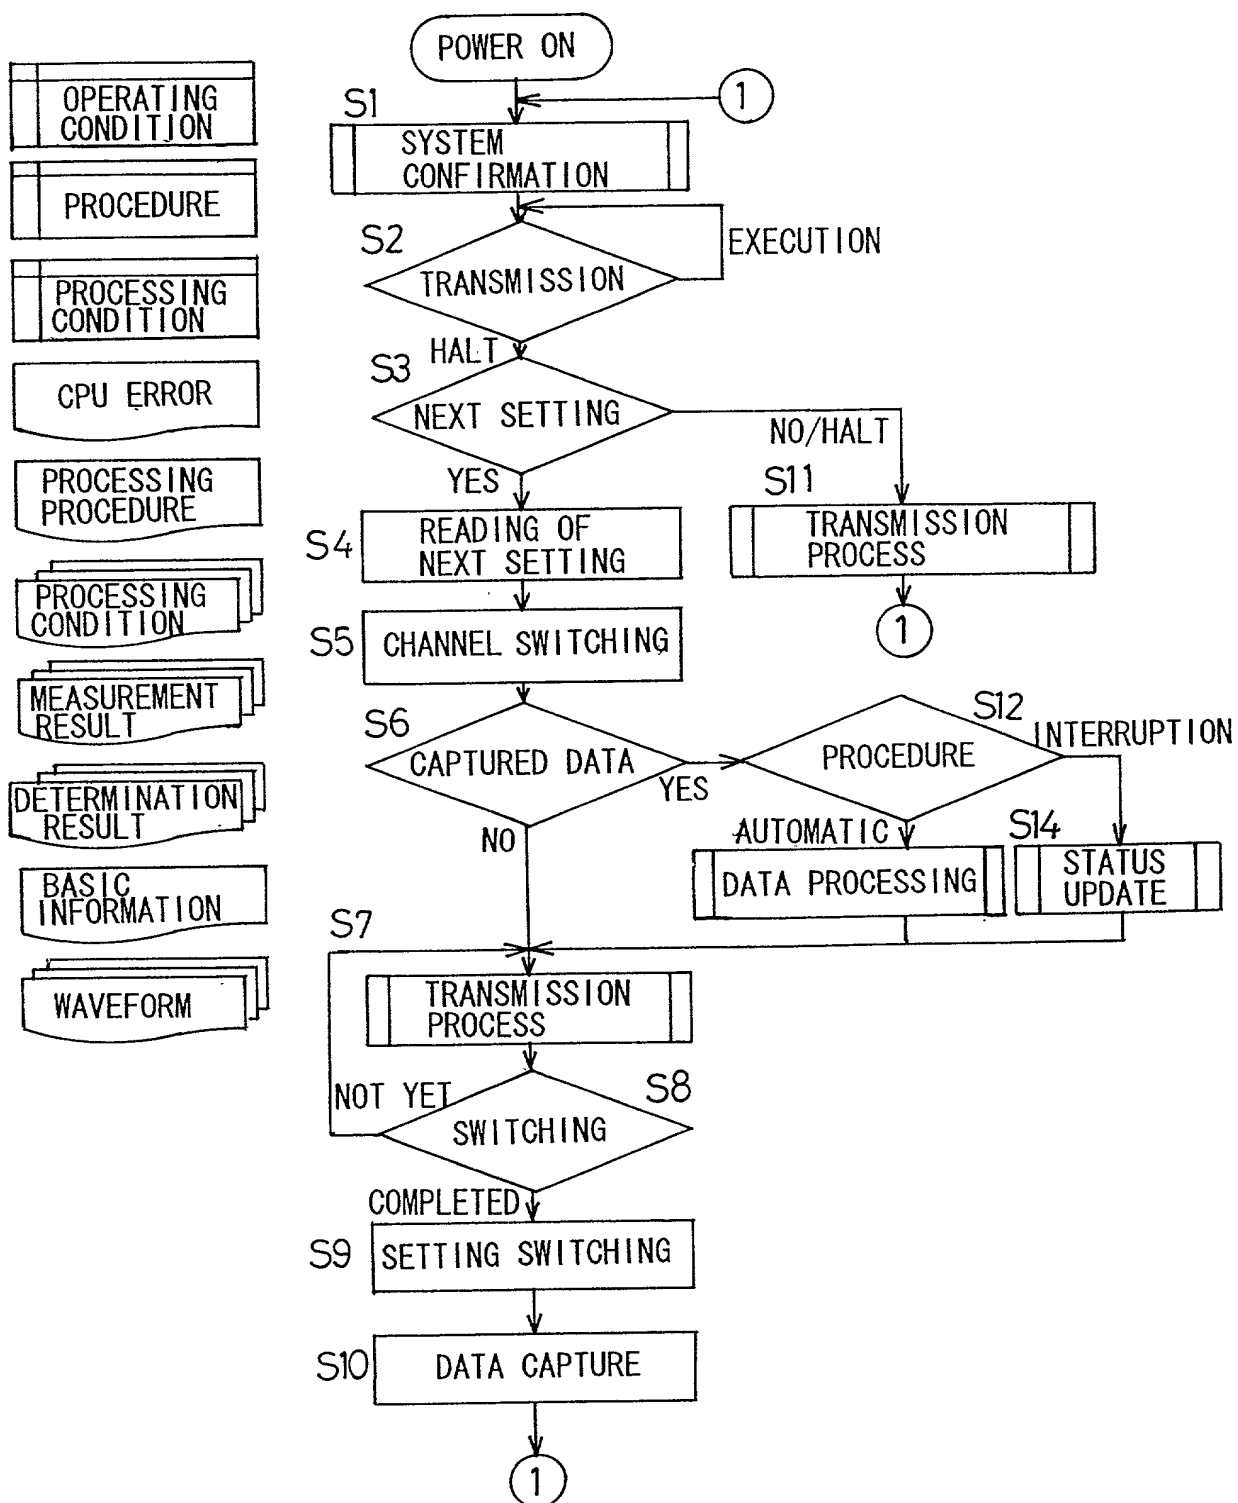 POWER ON
1
S1
SYSTEM
CONFIRMATION
S2
TRANSMISSION
EXECUTION
HALT
S3
NEXT SETTING
NO/HALT
YES
S11
TRANSMISSION
PROCESS
1
S4
READING OF
NEXT SETTING
S5
CHANNEL SWITCHING
S6
CAPTURED DATA
YES
NO
S12
PROCEDURE
INTERRUPTION
AUTOMATIC
DATA PROCESSING
S14
STATUS
UPDATE
S7
TRANSMISSION
PROCESS
NOT YET
S8
SWITCHING
COMPLETED
S9
SETTING SWITCHING
S10
DATA CAPTURE
1
OPERATING
CONDITION
PROCEDURE
PROCESSING
CONDITION
CPU ERROR
PROCESSING
PROCEDURE
PROCESSING
CONDITION
MEASUREMENT
RESULT
DETERMINATION
RESULT
BASIC
INFORMATION
WAVEFORM